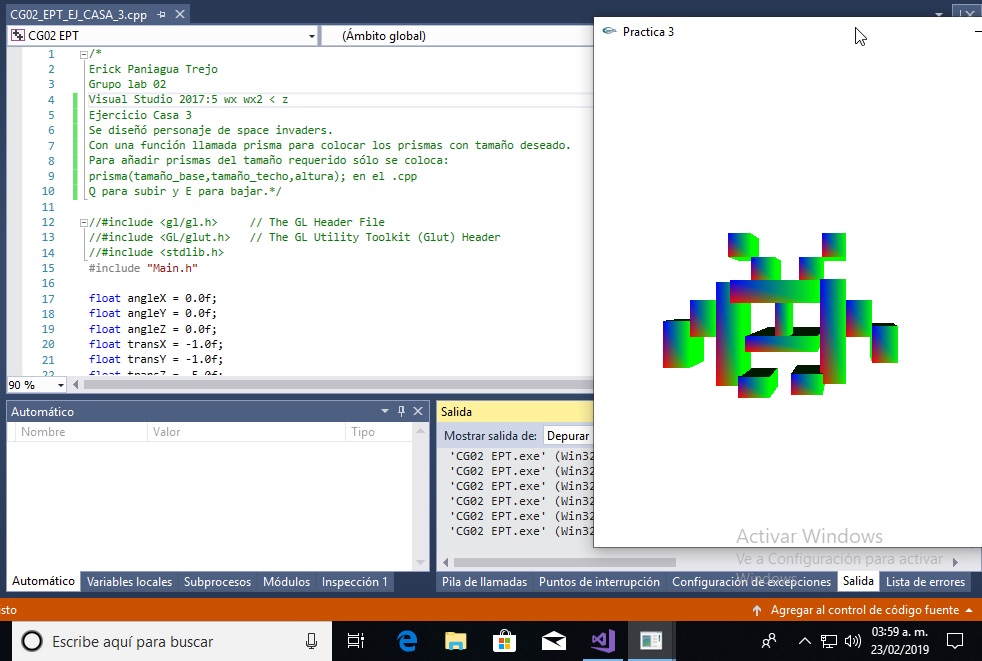 CG02_EPT_EJ_CASA_3.cpp
CG02 EPT
(Ámbito global)
1 /*
2 Erick Paniagua Trejo
3 Grupo lab 02
4 Visual Studio 2017:5 wx wx2 < z
5 Ejercicio Casa 3
6 Se diseñó personaje de space invaders.
7 Con una función llamada prisma para colocar los prismas con tamaño deseado.
8 Para añadir prismas del tamaño requerido sólo se coloca:
9 prisma(tamaño_base,tamaño_techo,altura); en el .cpp
10 Q para subir y E para bajar.*/
11
12 //#include <gl/gl.h> // The GL Header File
13 //#include <GL/glut.h> // The GL Utility Toolkit (Glut) Header
14 //#include <stdlib.h>
15 #include "Main.h"
16
17 float angleX = 0.0f;
18 float angleY = 0.0f;
19 float angleZ = 0.0f;
20 float transX = -1.0f;
21 float transY = -1.0f;
22 float transZ = -5.0f;
90 %
Practica 3
Automático
Nombre Valor Tipo
Salida
Mostrar salida de: Depurar
'CG02 EPT.exe' (Win32
'CG02 EPT.exe' (Win32
'CG02 EPT.exe' (Win32
'CG02 EPT.exe' (Win32
'CG02 EPT.exe' (Win32
'CG02 EPT.exe' (Win32
Activar Windows
Ve a Configuración para activar
Windows.
Automático Variables locales Subprocesos Módulos Inspección 1
Pila de llamadas Puntos de interrupción Configuración de excepciones Salida Lista de errores
isto
Agregar al control de código fuente
Escribe aquí para buscar
03:59 a. m.
23/02/2019